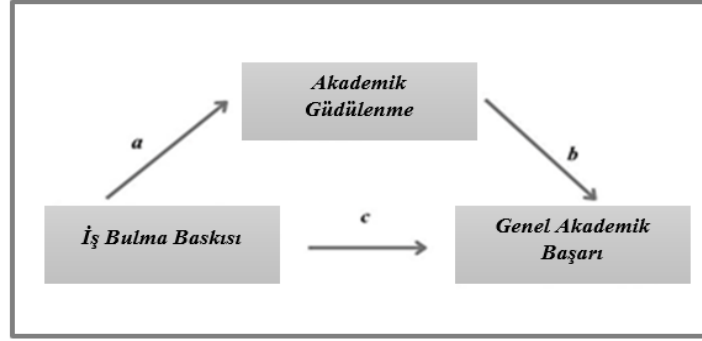 Akademik
Güdülenme
a
b
İş Bulma Baskısı
c
Genel Akademik
Başarı